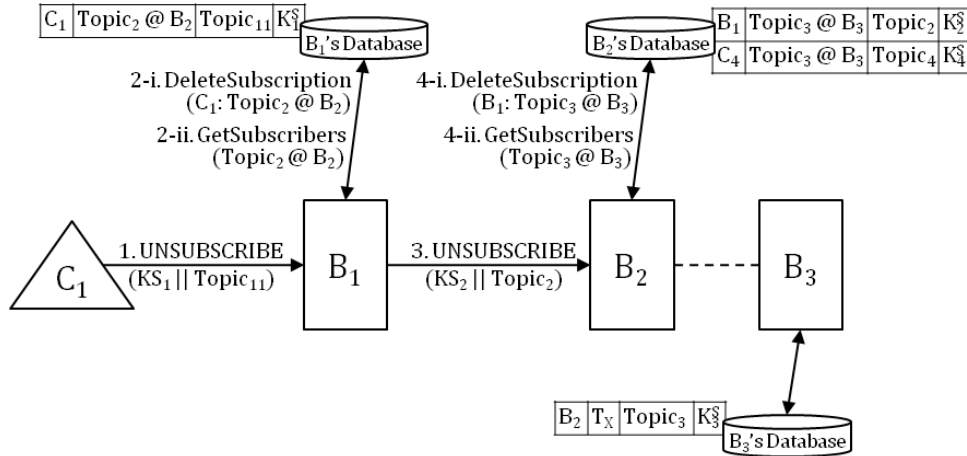 C₁ Topic₂ @ B₂ Topic₁₁ K₁ˢ
B₁'s Database
B₂'s Database
B₁ Topic₃ @ B₃ Topic₂ K₂ˢ
C₄ Topic₃ @ B₃ Topic₄ K₄ˢ
2-i. DeleteSubscription
(C₁: Topic₂ @ B₂)
2-ii. GetSubscribers
(Topic₂ @ B₂)
4-i. DeleteSubscription
(B₁: Topic₃ @ B₃)
4-ii. GetSubscribers
(Topic₃ @ B₃)
C₁
1. UNSUBSCRIBE
(KS₁ || Topic₁₁)
B₁
3. UNSUBSCRIBE
(KS₂ || Topic₂)
B₂
B₃
B₂ Tₓ Topic₃ K₃ˢ
B₃'s Database